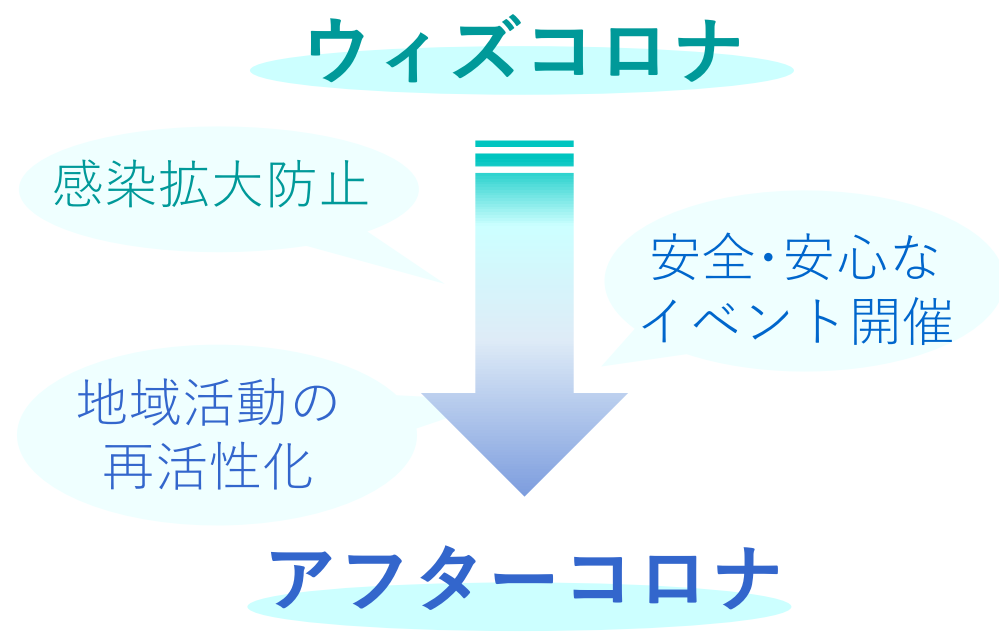 ウィズコロナ
感染拡大防止
安全・安心な
イベント開催
地域活動の
再活性化
アフターコロナ